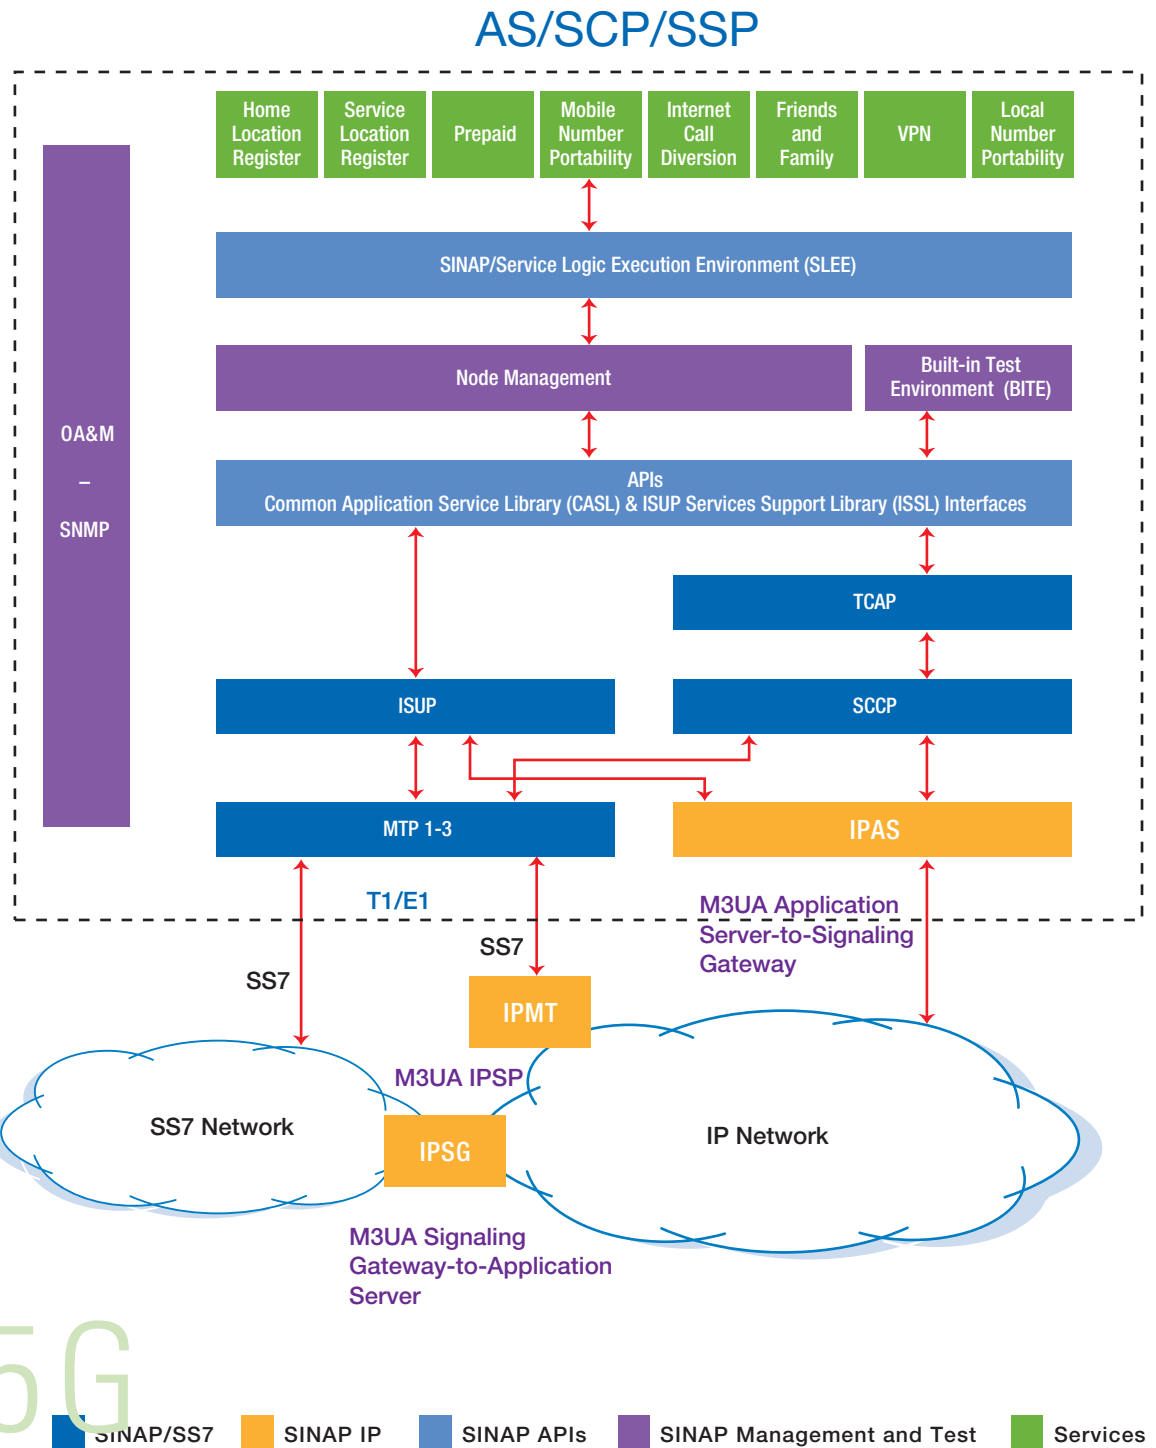 AS/SCP/SSP
Home
Location
Register
Service
Location
Register
Prepaid
Mobile
Number
Portability
Internet
Call
Diversion
Friends
and
Family
VPN
Local
Number
Portability
SINAP/Service Logic Execution Environment (SLEE)
Node Management
Built-in Test
Environment (BITE)
OA&M
–
SNMP
APIs
Common Application Service Library (CASL) & ISUP Services Support Library (ISSL) Interfaces
TCAP
ISUP
SCCP
MTP 1-3
IPAS
T1/E1
M3UA Application
Server-to-Signaling
Gateway
SS7
SS7
IPMT
M3UA IPSP
SS7 Network
IPSG
IP Network
M3UA Signaling
Gateway-to-Application
Server
5G
SINAP/SS7
SINAP IP
SINAP APIs
SINAP Management and Test
Services